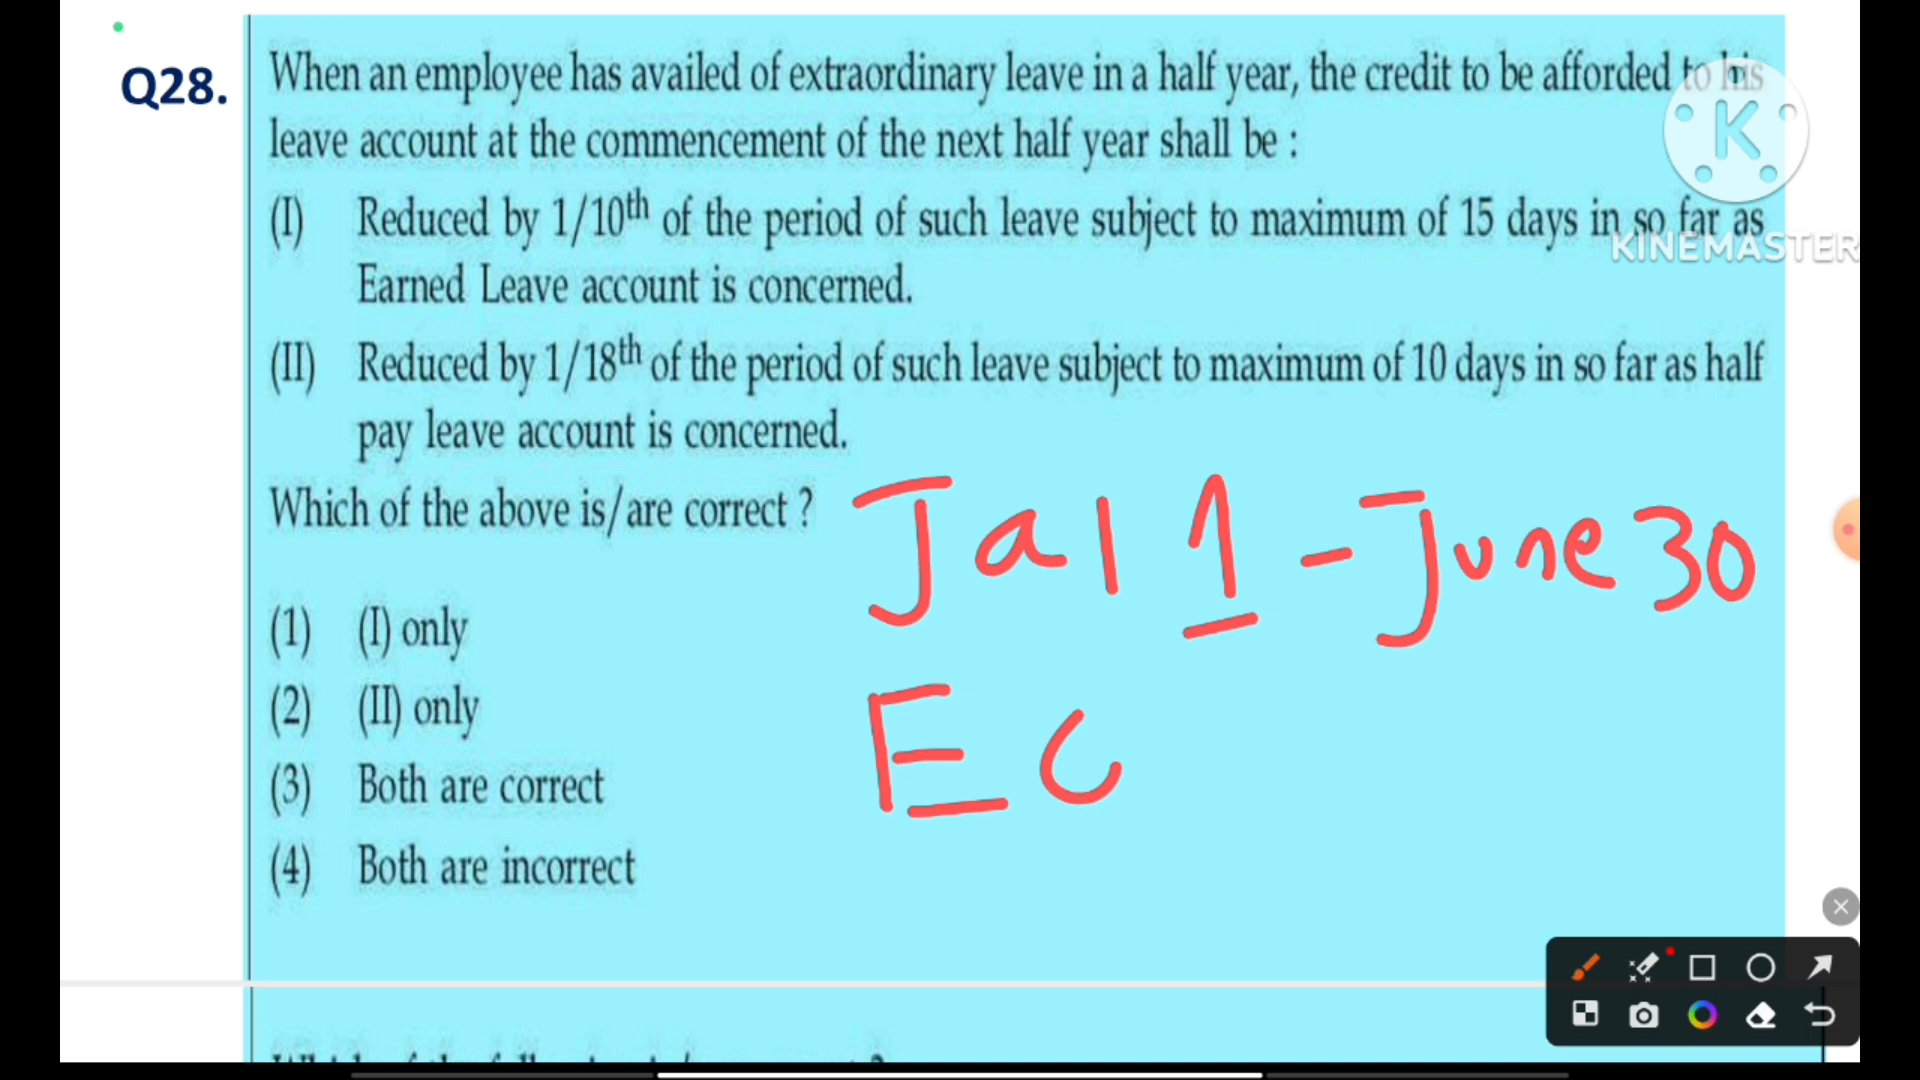 Q28. When an employee has availed of extraordinary leave in a half year, the credit to be afforded to his
leave account at the commencement of the next half year shall be :
(I) Reduced by 1/10th of the period of such leave subject to maximum of 15 days in so far as
Earned Leave account is concerned.
(II) Reduced by 1/18th of the period of such leave subject to maximum of 10 days in so far as half
pay leave account is concerned.
Which of the above is/are correct ?
(1) (I) only
(2) (II) only
(3) Both are correct
(4) Both are incorrect
Ja 1 - June 30
E
K
KINEMASTER